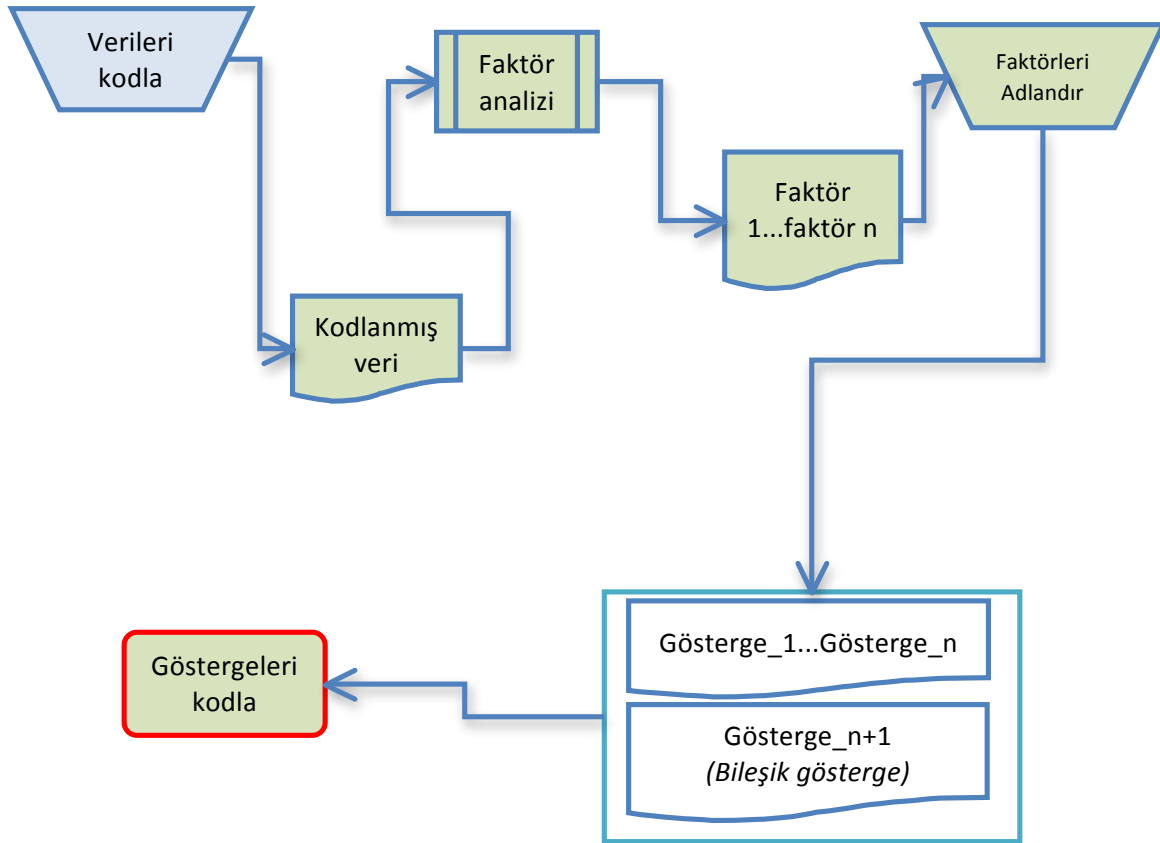 Verileri
kodla
Faktör
analizi
Faktörleri
Adlandır
Faktör
1...faktör n
Kodlanmış
veri
Gösterge_1...Gösterge_n
Göstergeleri
kodla
Gösterge_n+1
(Bileşik gösterge)